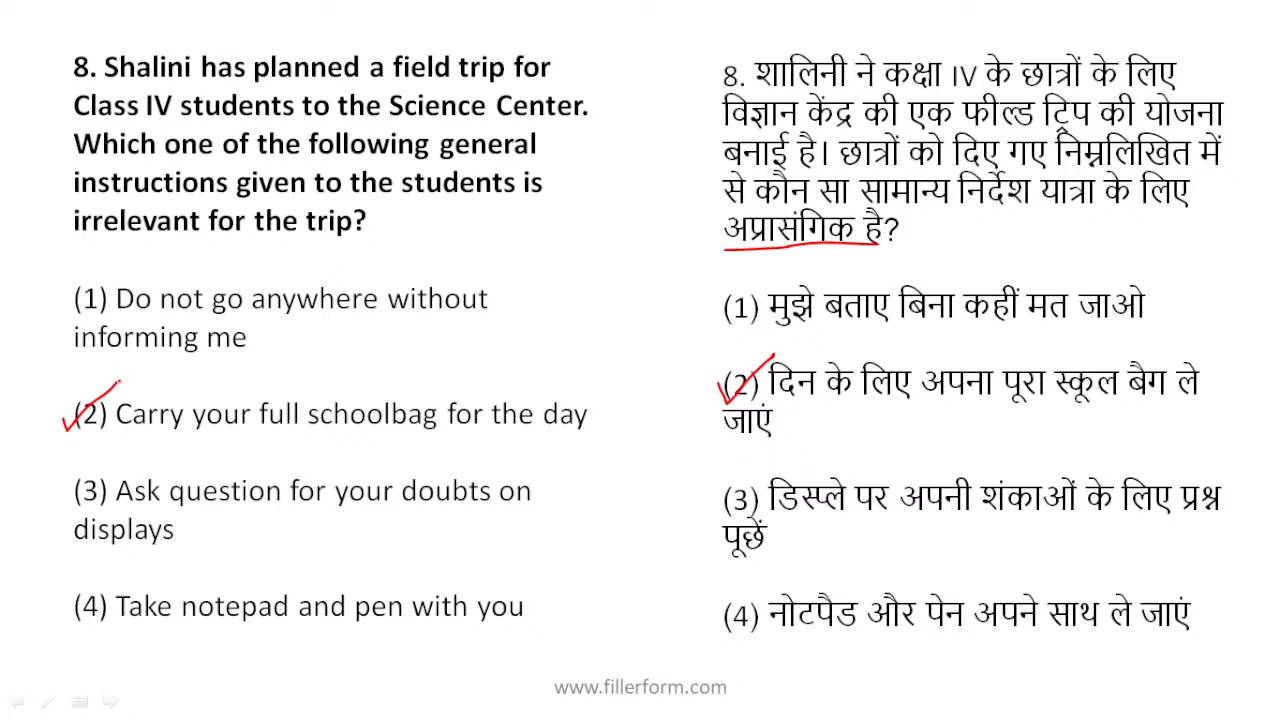 8. Shalini has planned a field trip for
Class IV students to the Science Center.
Which one of the following general
instructions given to the students is
irrelevant for the trip?
(1) Do not go anywhere without
informing me
(2) Carry your full schoolbag for the day
(3) Ask question for your doubts on
displays
(4) Take notepad and pen with you
8. शालिनी ने कक्षा IV के छात्रों के लिए
विज्ञान केंद्र की एक फील्ड ट्रिप की योजना
बनाई है। छात्रों को दिए गए निम्नलिखित में
से कौन सा सामान्य निर्देश यात्रा के लिए
अप्रासंगिक है?
(1) मुझे बताए बिना कहीं मत जाओ
(2) दिन के लिए अपना पूरा स्कूल बैग ले
जाएं
(3) डिस्प्ले पर अपनी शंकाओं के लिए प्रश्न
पूछें
(4) नोटपैड और पेन अपने साथ ले जाएं
www.fillerform.com